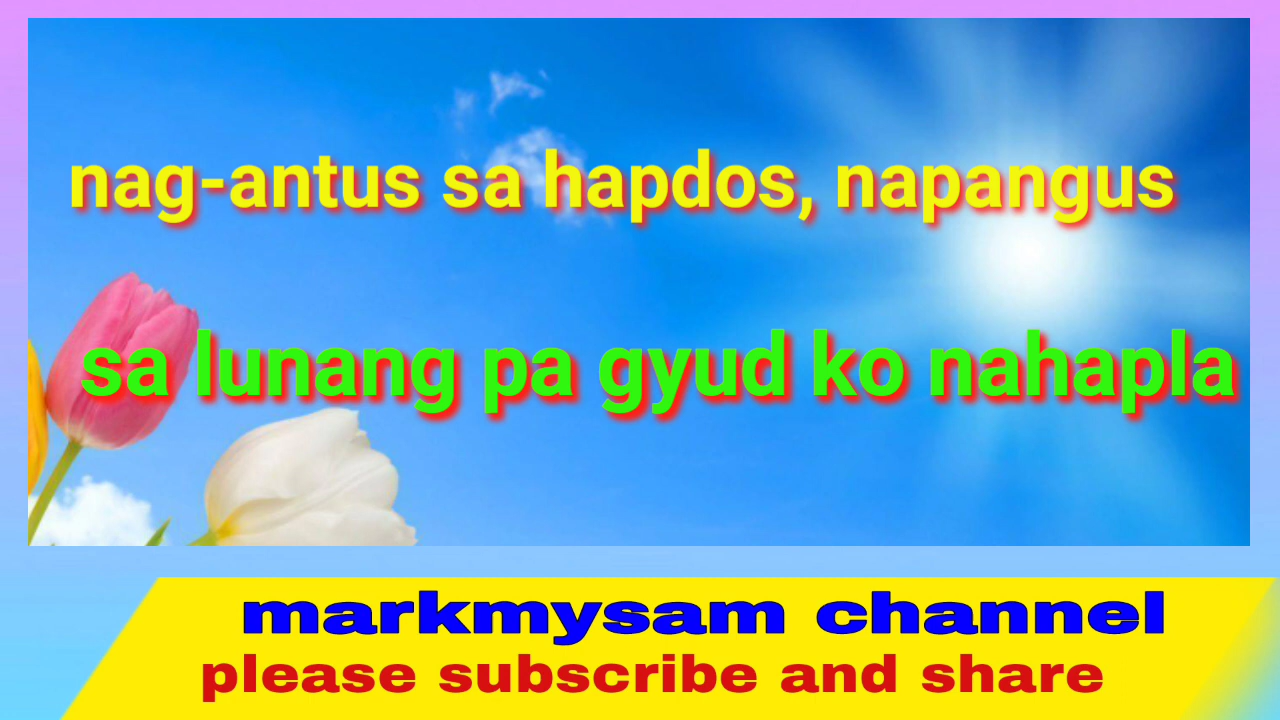 nag-antus sa hapdos, napangus
sa lunang pa gyud ko nahapla
markmysam channel
please subscribe and share